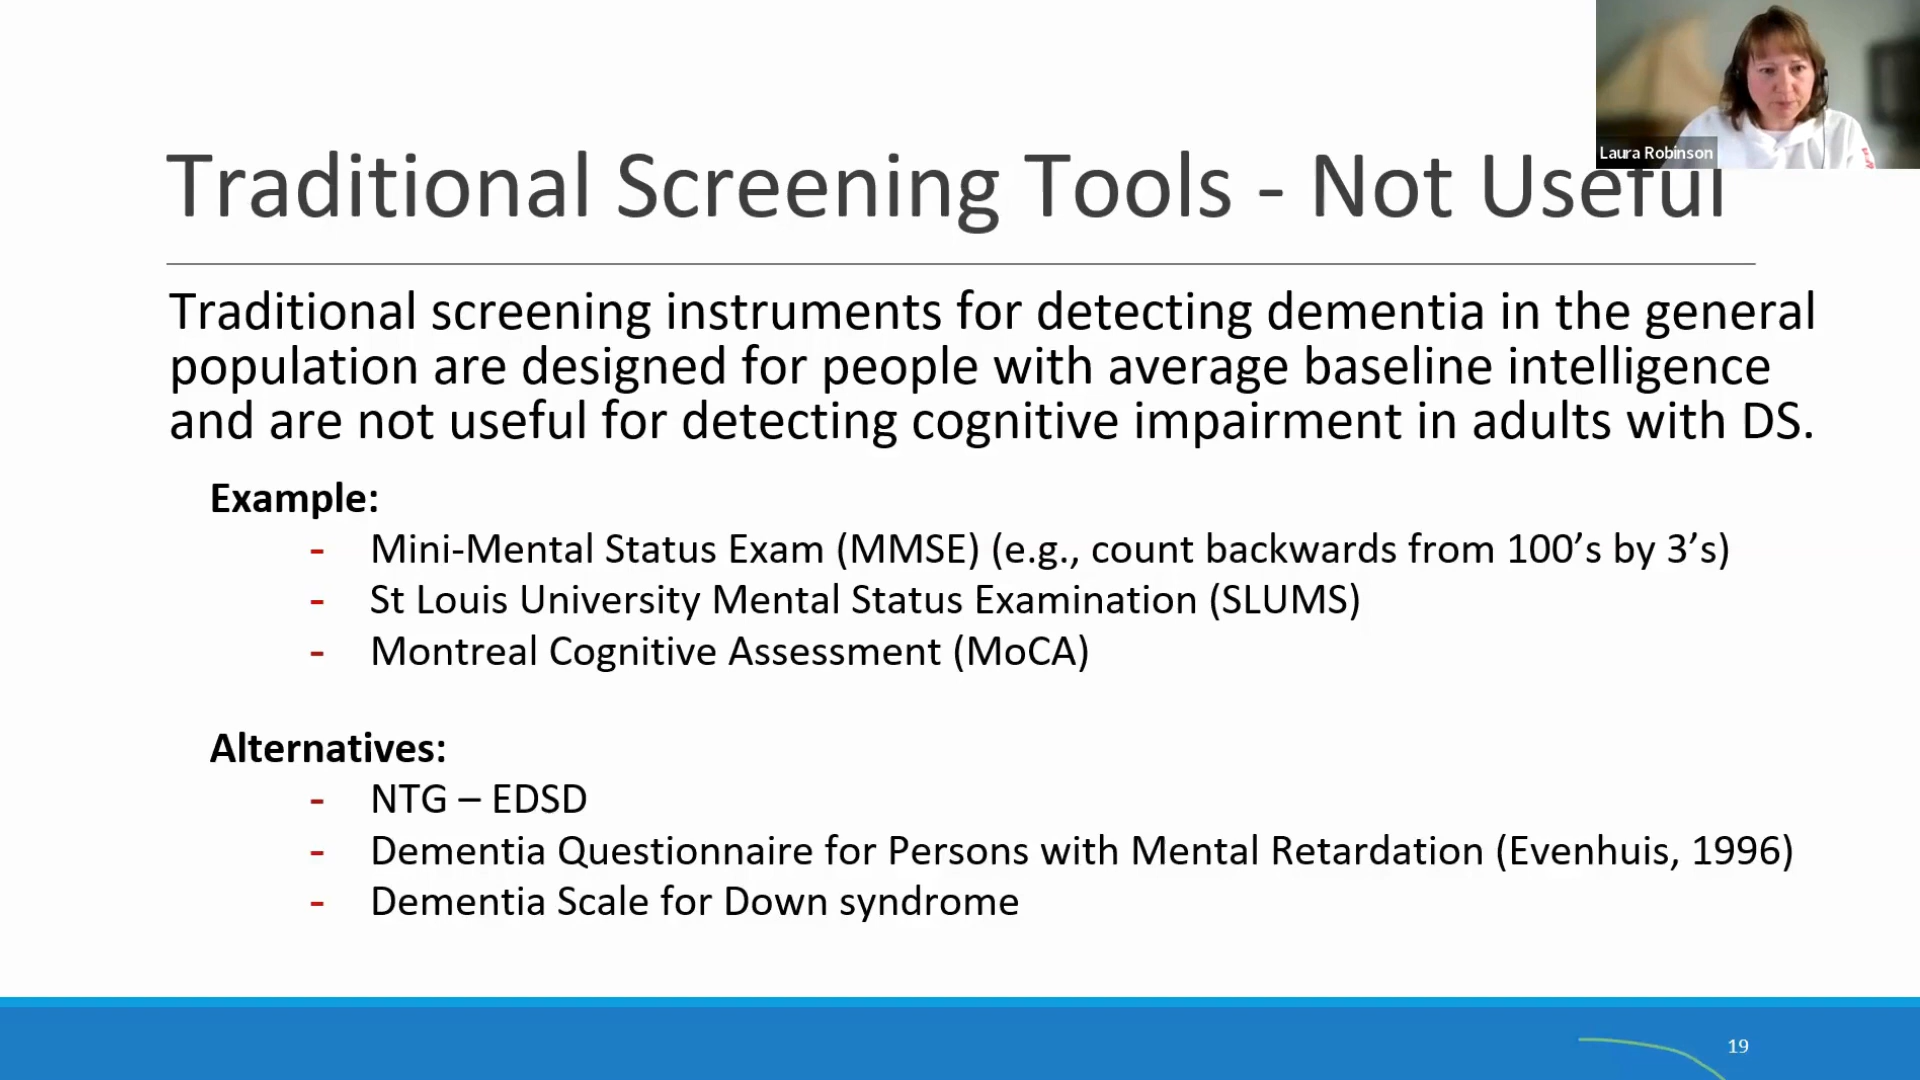 Laura Robinson
Traditional Screening Tools - Not Useful
Traditional screening instruments for detecting dementia in the general
population are designed for people with average baseline intelligence
and are not useful for detecting cognitive impairment in adults with DS.
Example:
- Mini-Mental Status Exam (MMSE) (e.g., count backwards from 100’s by 3’s)
- St Louis University Mental Status Examination (SLUMS)
- Montreal Cognitive Assessment (MoCA)
Alternatives:
- NTG – EDSD
- Dementia Questionnaire for Persons with Mental Retardation (Evenhuis, 1996)
- Dementia Scale for Down syndrome
19